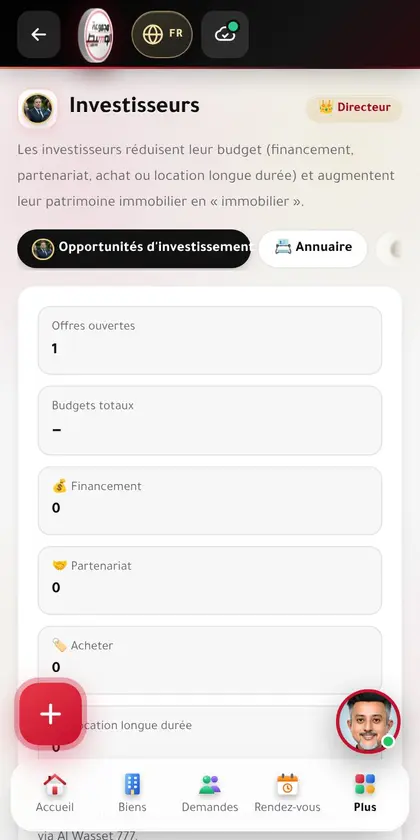 FR
Investisseurs
Directeur
Les investisseurs réduisent leur budget (financement,
partenariat, achat ou location longue durée) et augmentent
leur patrimoine immobilier en « immobilier ».
Opportunités d'investissement
Annuaire
Offres ouvertes
1
Budgets totaux
–
Financement
0
Partenariat
0
Acheter
0
ocation longue durée
Accueil
Biens
Demandes
Rendez-vous
Plus
via Al Wasset 777.